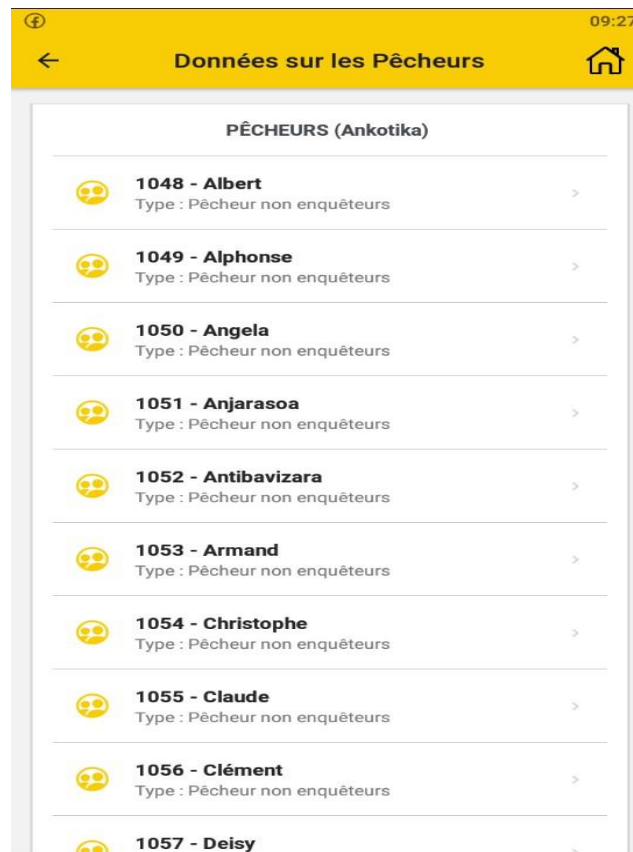 09:27
Données sur les Pêcheurs
PÊCHEURS (Ankotika)
1048 - Albert
Type : Pêcheur non enquêteurs
1049 - Alphonse
Type : Pêcheur non enquêteurs
1050 - Angela
Type : Pêcheur non enquêteurs
1051 - Anjarasoa
Type : Pêcheur non enquêteurs
1052 - Antibavizara
Type : Pêcheur non enquêteurs
1053 - Armand
Type : Pêcheur non enquêteurs
1054 - Christophe
Type : Pêcheur non enquêteurs
1055 - Claude
Type : Pêcheur non enquêteurs
1056 - Clément
Type : Pêcheur non enquêteurs
1057 - Deisy